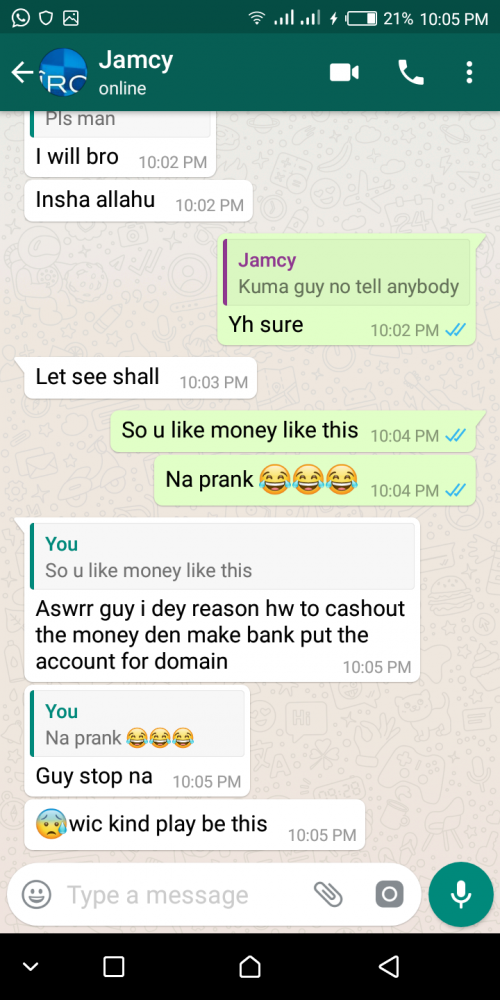 21% 10:05 PM
Jamcy
online
Pls man
I will bro 10:02 PM
Insha allahu 10:02 PM
Jamcy
Kuma guy no tell anybody
Yh sure 10:02 PM
Let see shall 10:03 PM
So u like money like this 10:04 PM
Na prank 😂😂😂 10:04 PM
You
So u like money like this
Aswrr guy i dey reason hw to cashout
the money den make bank put the
account for domain 10:05 PM
You
Na prank 😂😂😂
Guy stop na 10:05 PM
😰wic kind play be this 10:05 PM
Type a message